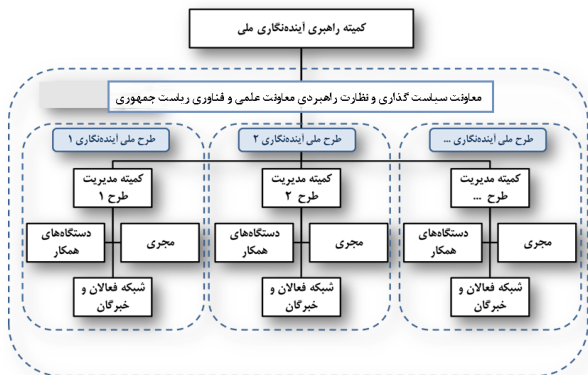 کمیته راهبری آینده‌نگاری ملی
معاونت سیاست گذاری و نظارت راهبردی معاونت علمی و فناوری ریاست جمهوری
طرح ملی آینده‌نگاری ...
طرح ملی آینده‌نگاری ۲
طرح ملی آینده‌نگاری 1
کمیته مدیریت
طرح ...
کمیته مدیریت
طرح ۲
کمیته مدیریت
طرح 1
مجری
دستگاه‌های
همکار
مجری
دستگاه‌های
همکار
مجری
دستگاه‌های
همکار
شبکه فعالان و
خبرگان
شبکه فعالان و
خبرگان
شبکه فعالان و
خبرگان